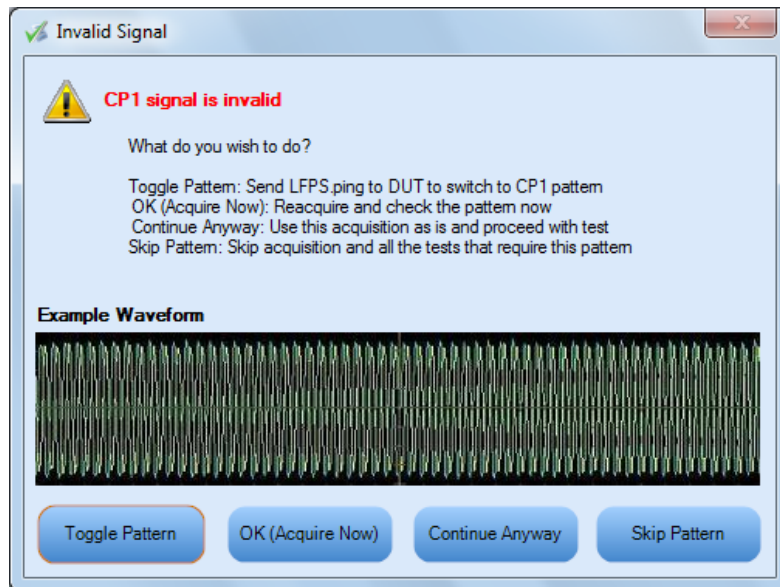 Invalid Signal
CP1 signal is invalid
What do you wish to do?
Toggle Pattern: Send LFPS.ping to DUT to switch to CP1 pattern
OK (Acquire Now): Reacquire and check the pattern now
Continue Anyway: Use this acquisition as is and proceed with test
Skip Pattern: Skip acquisition and all the tests that require this pattern
Example Waveform
Toggle Pattern OK (Acquire Now) Continue Anyway Skip Pattern